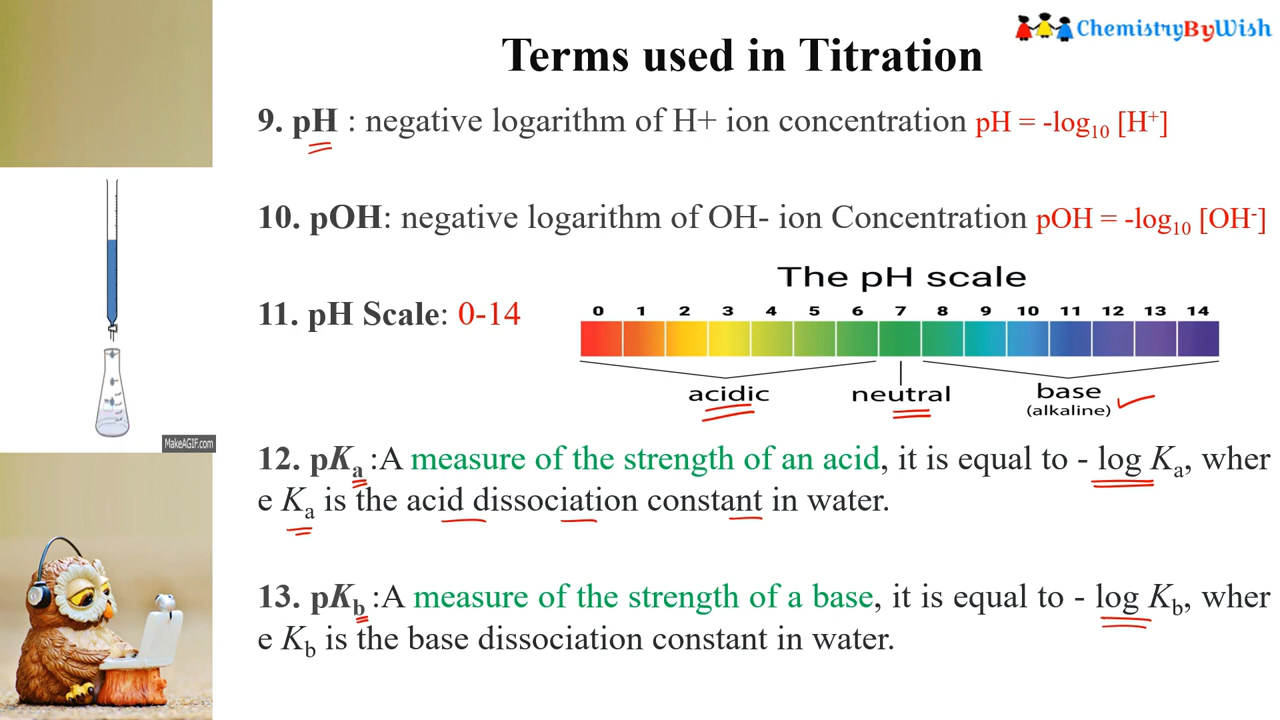 ChemistryByWish
Terms used in Titration
9. pH : negative logarithm of H+ ion concentration pH = -log₁₀ [H⁺]
10. pOH: negative logarithm of OH- ion Concentration pOH = -log₁₀ [OH⁻]
The pH scale
11. pH Scale: 0-14
0 1 2 3 4 5 6 7 8 9 10 11 12 13 14
acidic neutral base
(alkaline)
MakeAGIF.com
12. pKₐ :A measure of the strength of an acid, it is equal to - log Kₐ, wher
e Kₐ is the acid dissociation constant in water.
13. pK_b :A measure of the strength of a base, it is equal to - log K_b, wher
e K_b is the base dissociation constant in water.